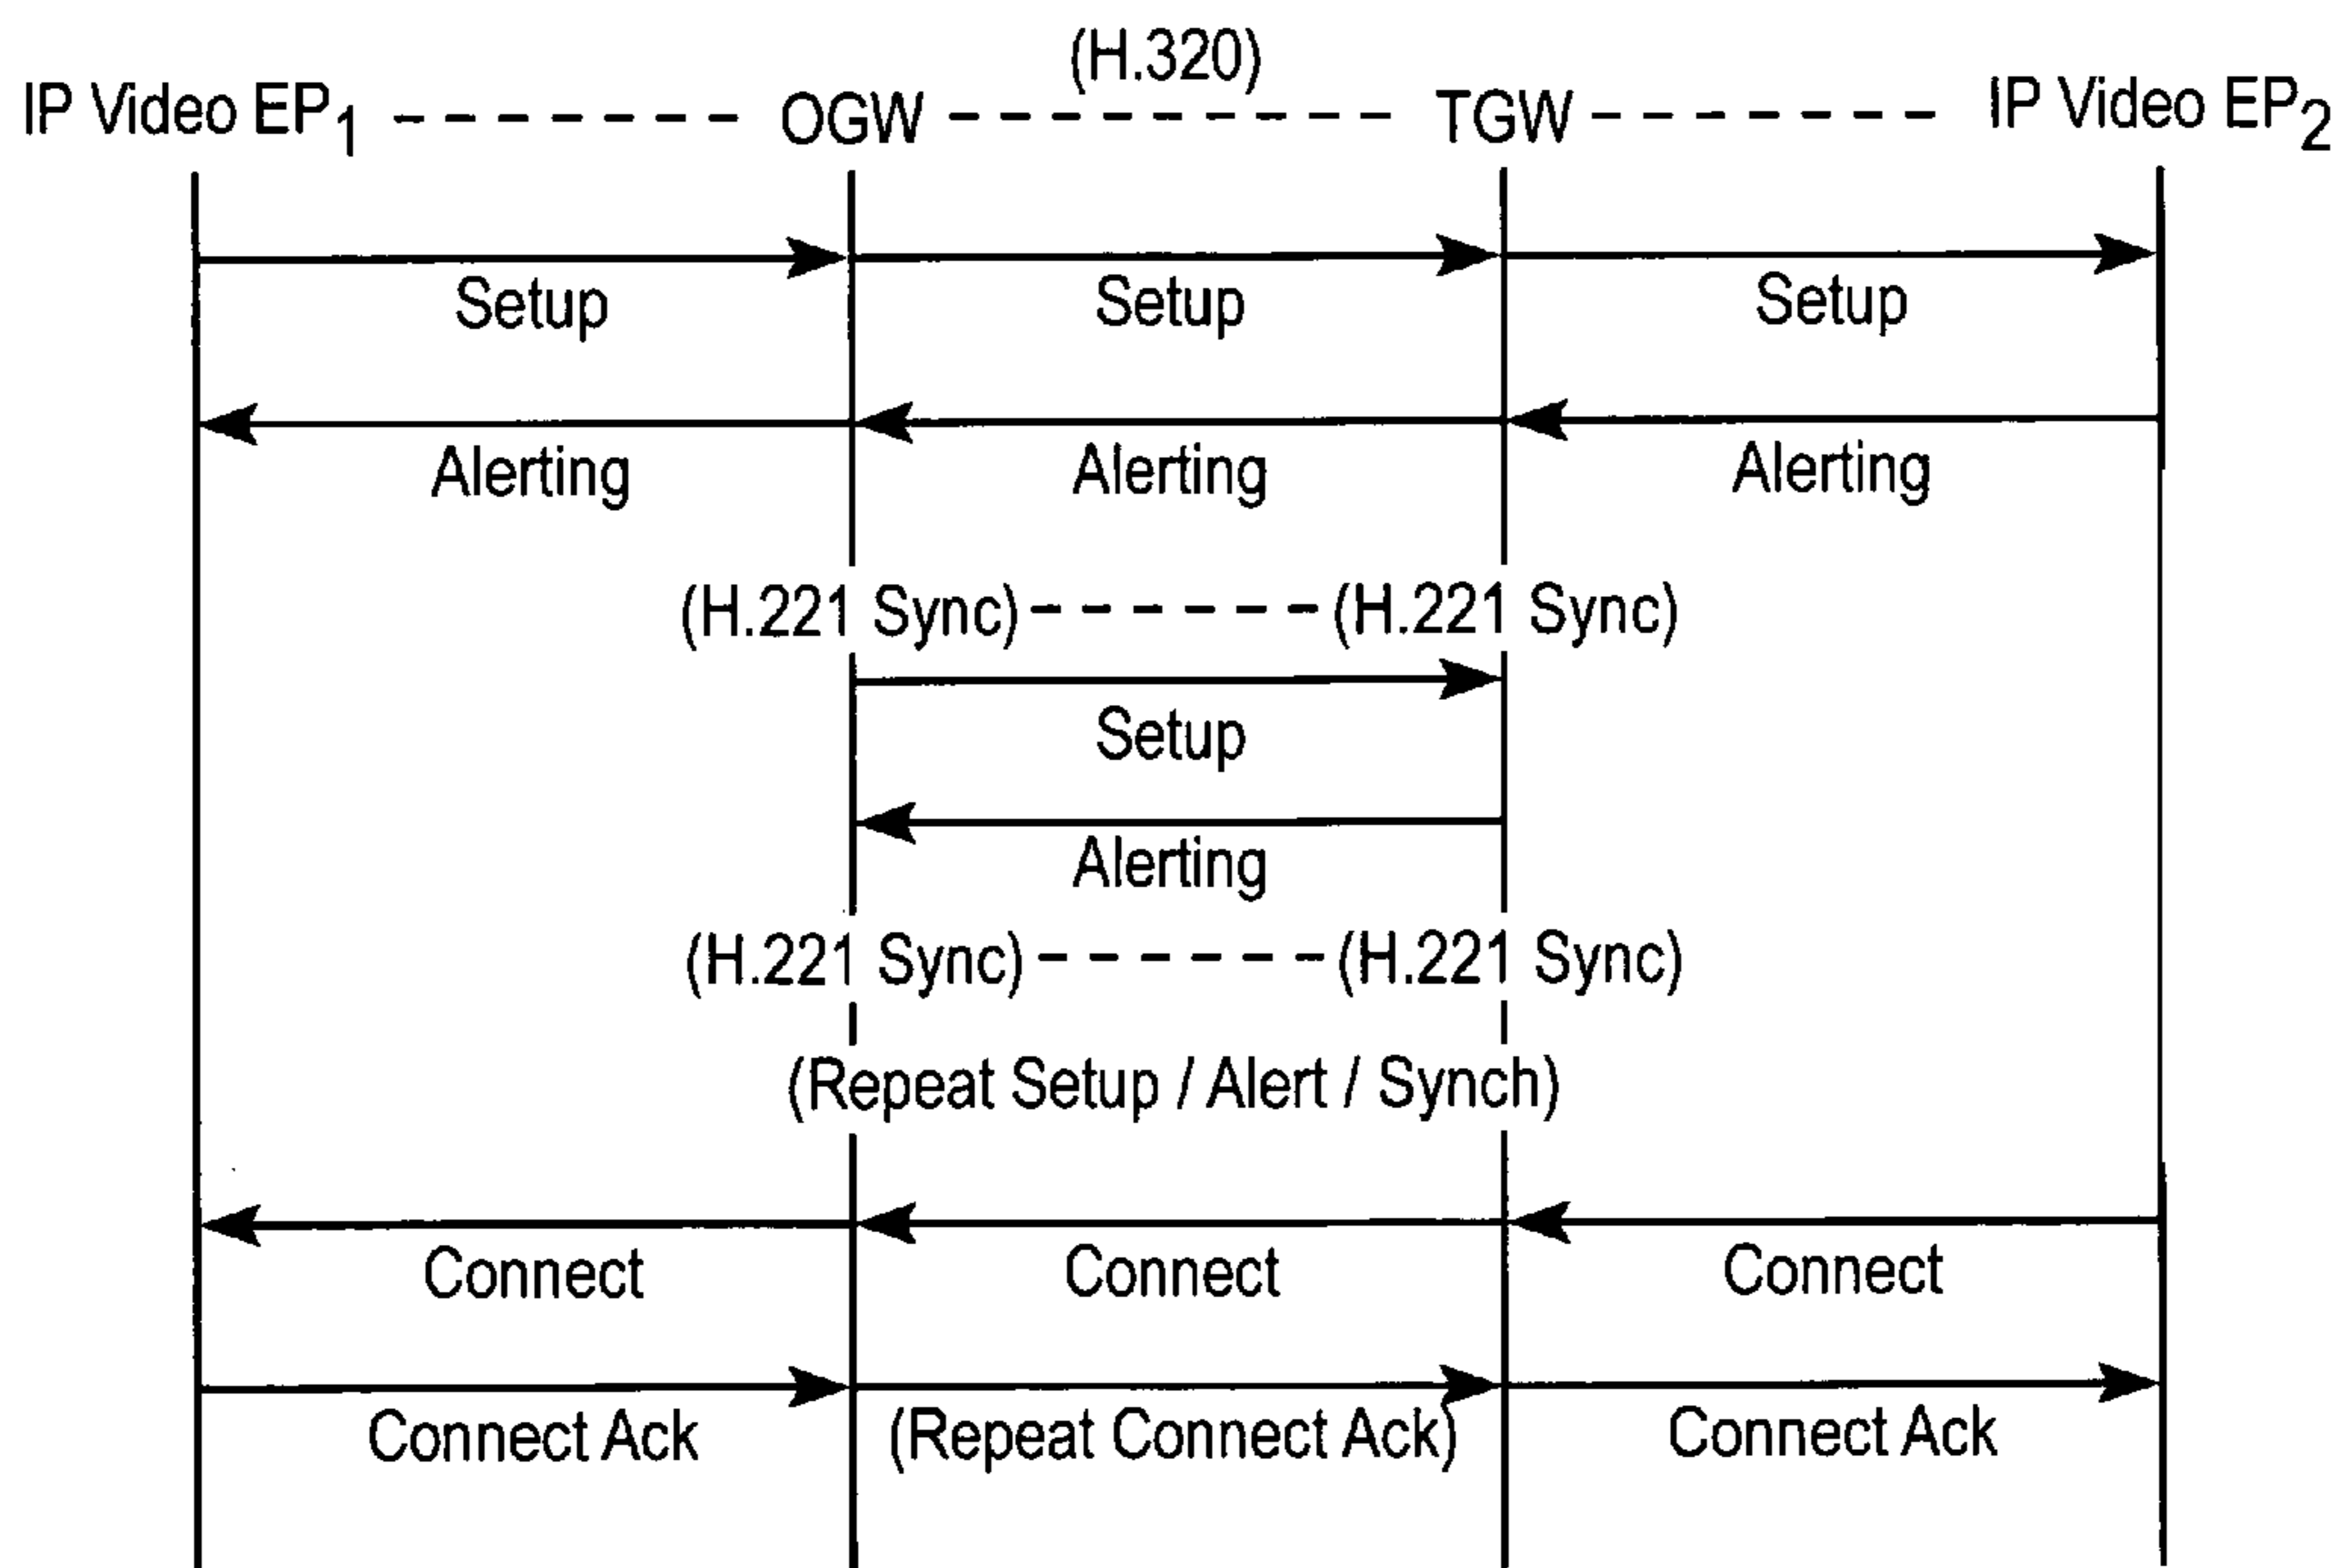 (H.320)
IP Video EP1 OGW TGW IP Video EP2
Setup Setup Setup
Alerting Alerting Alerting
(H.221 Sync) (H.221 Sync)
Setup
Alerting
(H.221 Sync) (H.221 Sync)
(Repeat Setup / Alert / Synch)
Connect Connect Connect
Connect Ack (Repeat Connect Ack) Connect Ack